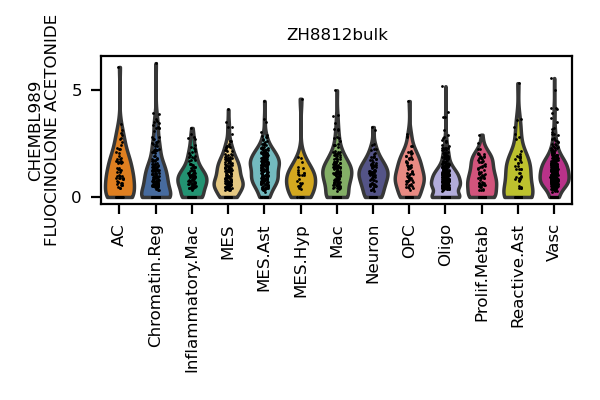 ZH8812bulk
CHEMBL989
FLUOCINOLONE ACETONIDE
5
0
AC
Chromatin.Reg
Inflammatory.Mac
MES
MES.Ast
MES.Hyp
Mac
Neuron
OPC
Oligo
Prolif.Metab
Reactive.Ast
Vasc